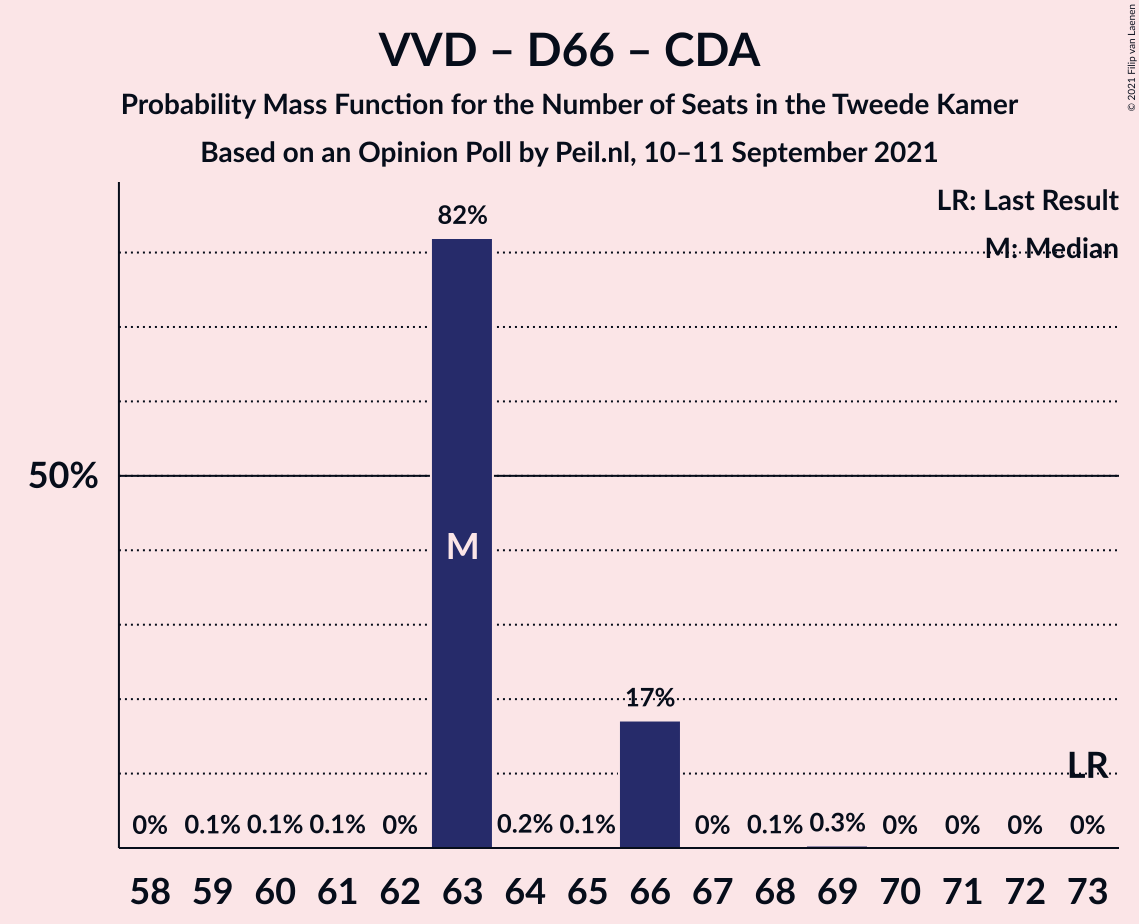 © 2021 Filip van Laenen
VVD – D66 – CDA
Probability Mass Function for the Number of Seats in the Tweede Kamer
Based on an Opinion Poll by Peil.nl, 10–11 September 2021
LR: Last Result
M: Median
82%
50%
M
17%
LR
0% 0.1% 0.1% 0.1% 0% 0.2% 0.1% 0% 0.1% 0.3% 0% 0% 0% 0%
58 59 60 61 62 63 64 65 66 67 68 69 70 71 72 73